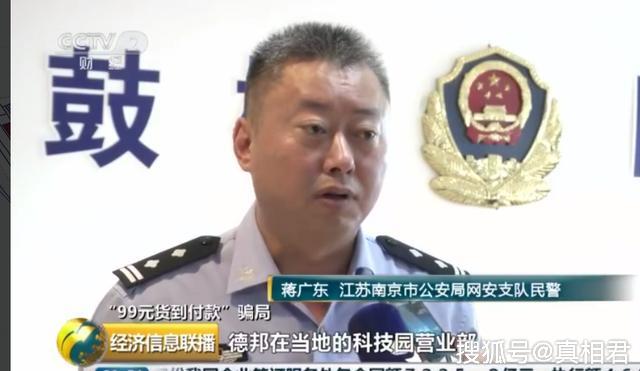 CCTV 2
财经
鼓
蒋广东 江苏南京市公安局网安支队民警
“99元货到付款”骗局
经济信息联播
德邦在当地的科技园营业部
搜狐号@真相君